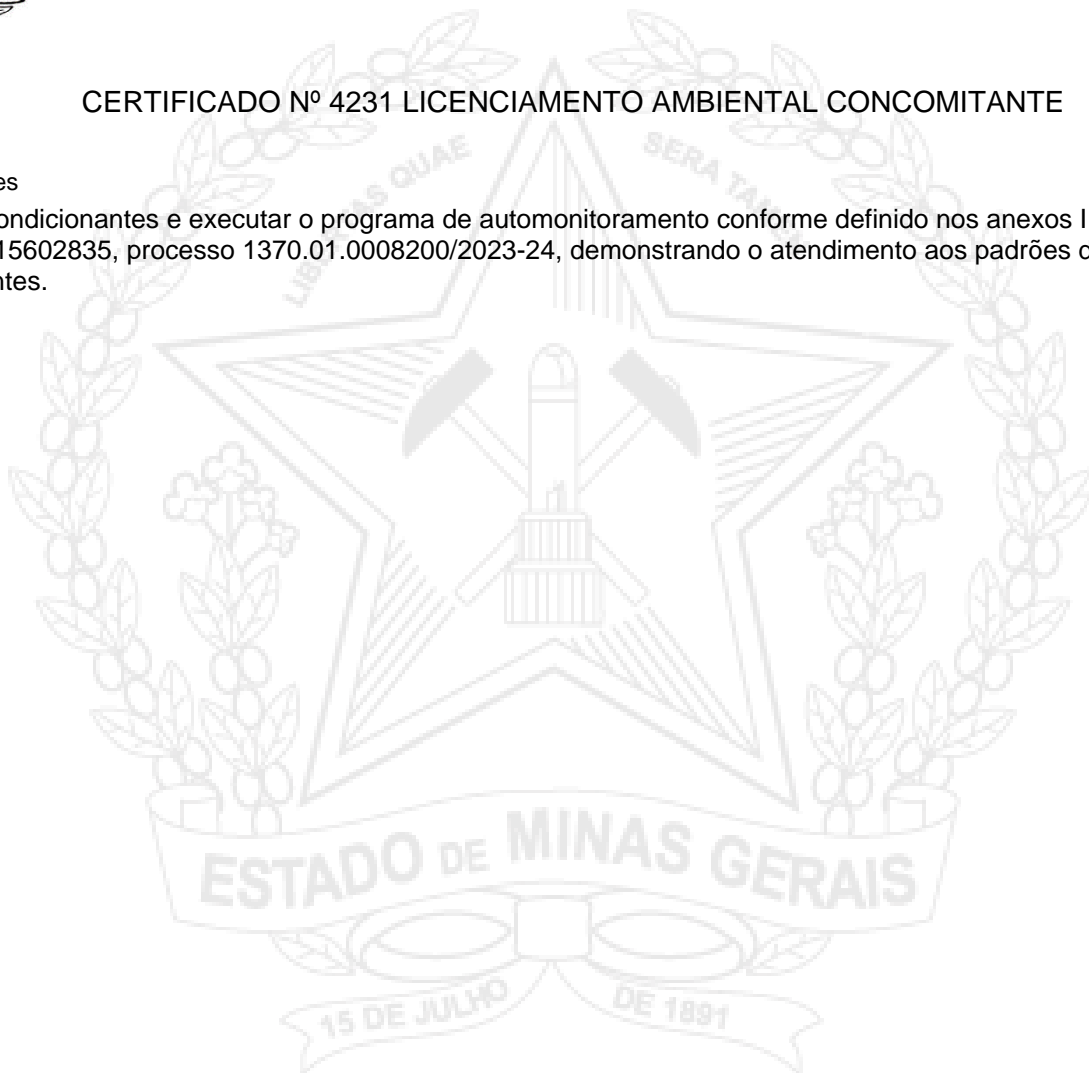 CERTIFICADO Nº 4231 LICENCIAMENTO AMBIENTAL CONCOMITANTE
LIBERTAS QUAE SERA TAMEN
es
ondicionantes e executar o programa de automonitoramento conforme definido nos anexos I
15602835, processo 1370.01.0008200/2023-24, demonstrando o atendimento aos padrões d
ntes.
ESTADO DE MINAS GERAIS
15 DE JULHO DE 1891